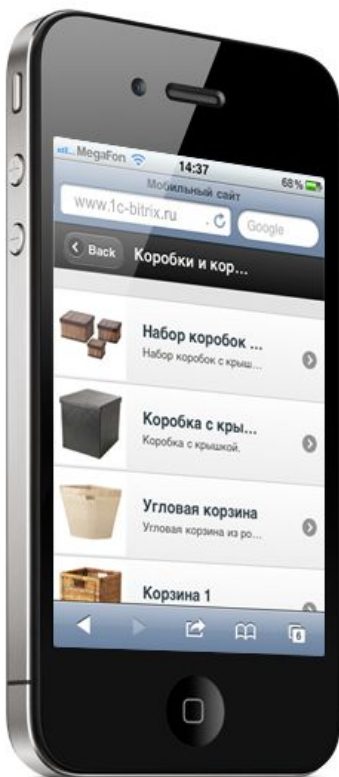 MegaFon 14:37 68%
Мобильный сайт
www.1c-bitrix.ru Google
Back Коробки и кор...
Набор коробок ...
Набор коробок с крыш...
Коробка с кры...
Коробка с крышкой.
Угловая корзина
Угловая корзина из ро...
Корзина 1
6